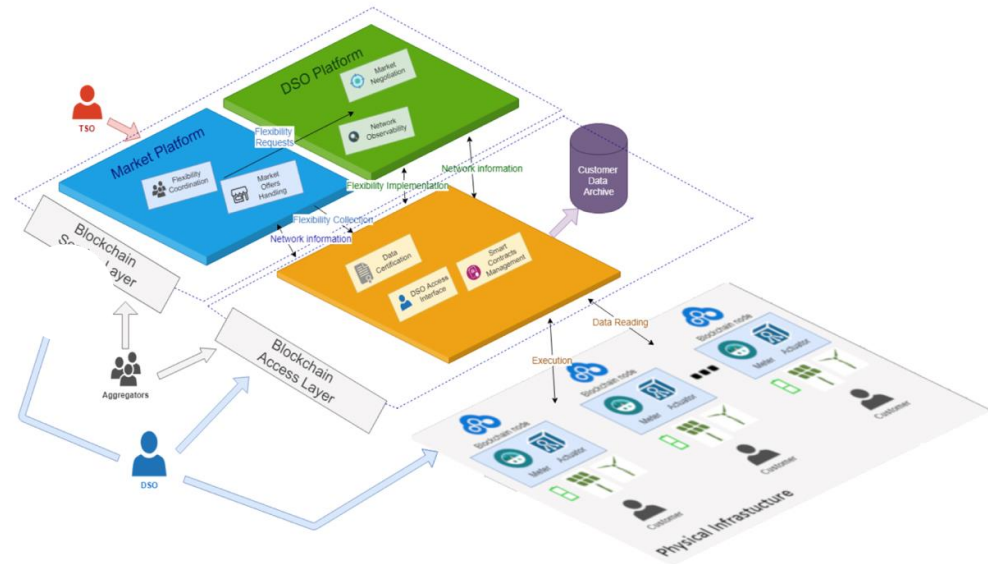 DSO Platform
Market
Negotiation
Network
Observability
TSO
Market Platform
Flexibility
Coordination
Market
Offers
Handling
Flexibility
Requests
Network information
Flexibility Implementation
Flexibility Collection
Network information
Customer
Data
Archive
Blockchain
Layer
Data
Certification
DSO Access
Interface
Smart
Contracts
Management
Blockchain
Access Layer
Aggregators
DSO
Data Reading
Execution
Blockchain node
Meter
Actuator
Customer
Blockchain node
Meter
Actuator
Customer
Blockchain node
Meter
Actuator
Customer
Physical Infrastucture